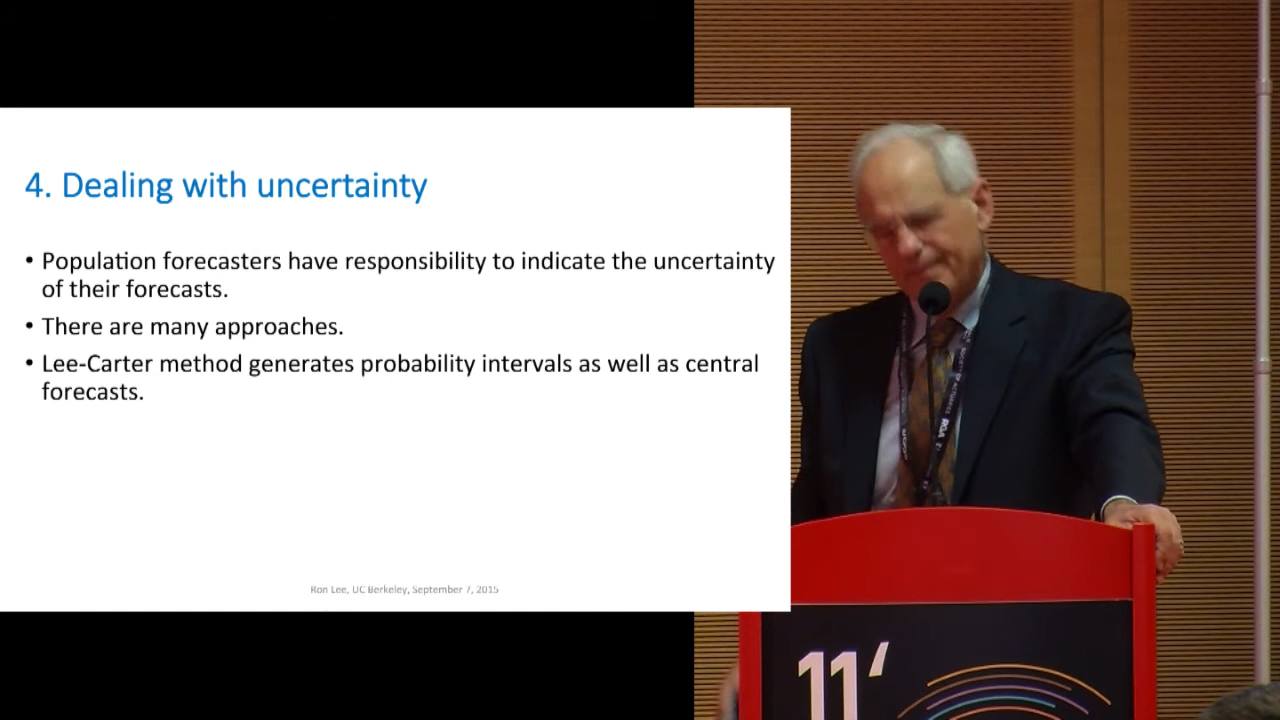 4. Dealing with uncertainty
• Population forecasters have responsibility to indicate the uncertainty
of their forecasts.
• There are many approaches.
• Lee-Carter method generates probability intervals as well as central
forecasts.
Ron Lee, UC Berkeley, September 7, 2015
RGA
11‘